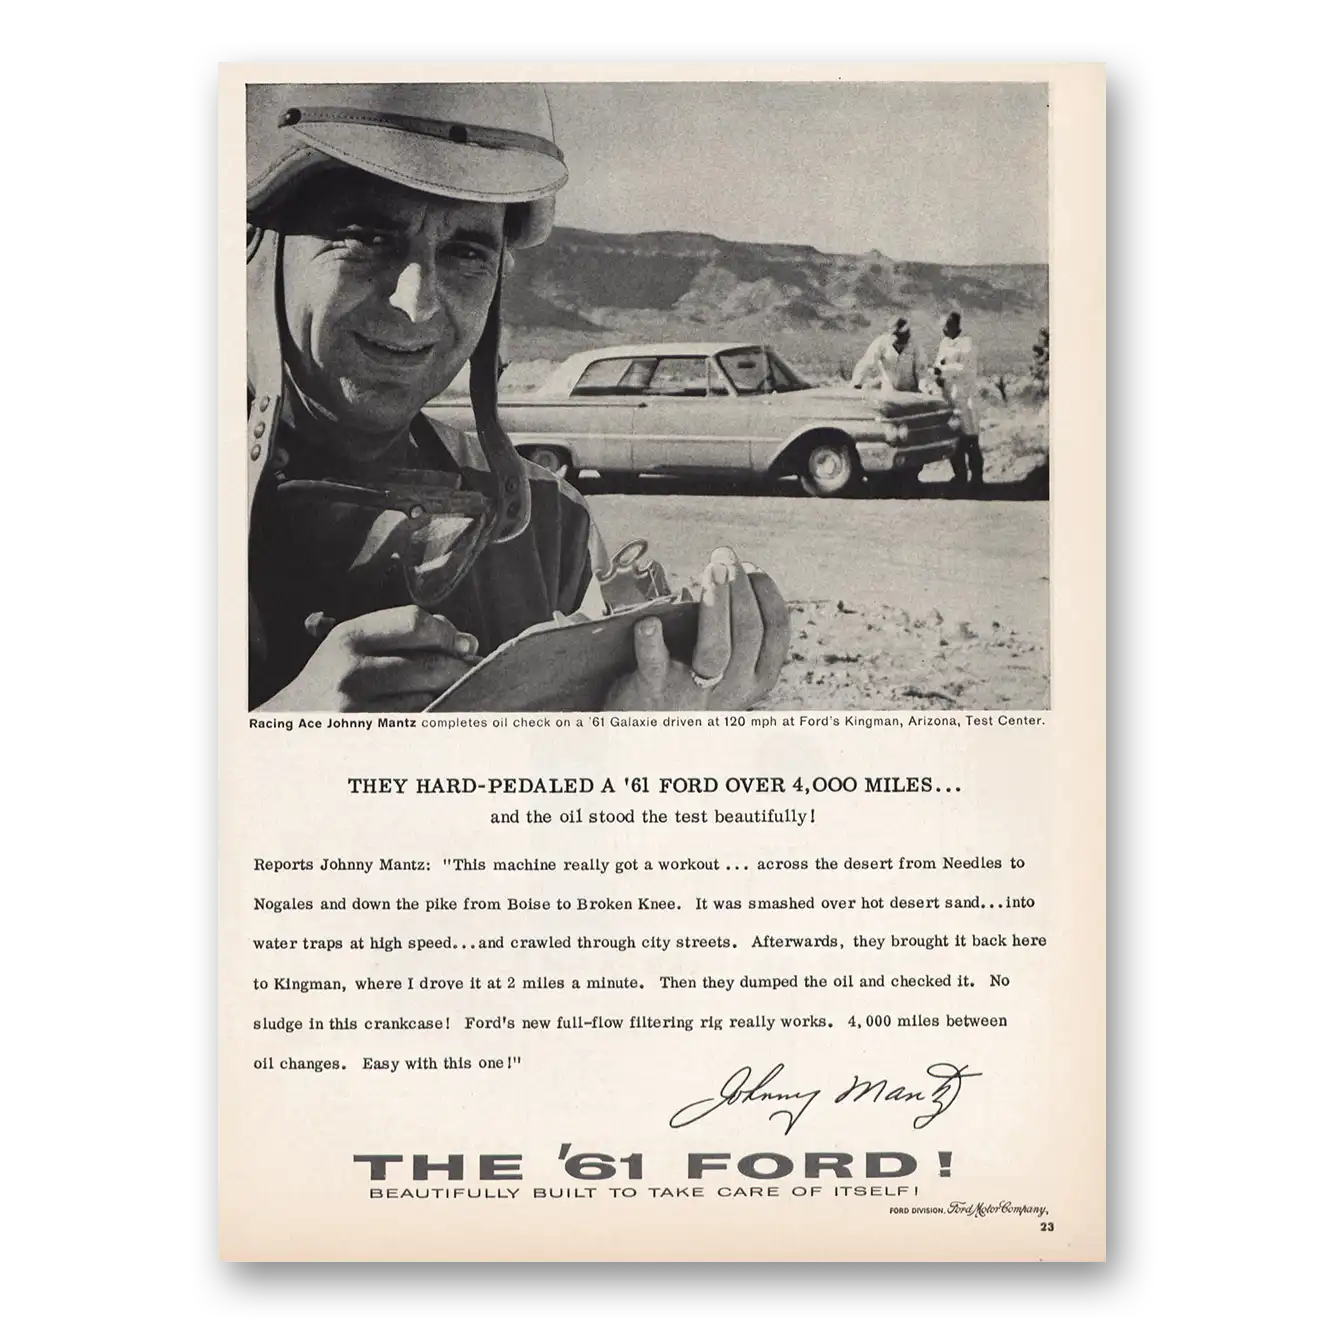 Racing Ace Johnny Mantz completes oil check on a '61 Galaxie driven at 120 mph at Ford's Kingman, Arizona, Test Center.
THEY HARD-PEDALED A '61 FORD OVER 4,000 MILES...
and the oil stood the test beautifully!
Reports Johnny Mantz: "This machine really got a workout ... across the desert from Needles to
Nogales and down the pike from Boise to Broken Knee. It was smashed over hot desert sand...into
water traps at high speed...and crawled through city streets. Afterwards, they brought it back here
to Kingman, where I drove it at 2 miles a minute. Then they dumped the oil and checked it. No
sludge in this crankcase! Ford's new full-flow filtering rig really works. 4,000 miles between
oil changes. Easy with this one!"
Johnny Mantz
THE '61 FORD!
BEAUTIFULLY BUILT TO TAKE CARE OF ITSELF!
FORD DIVISION, Ford Motor Company,
23